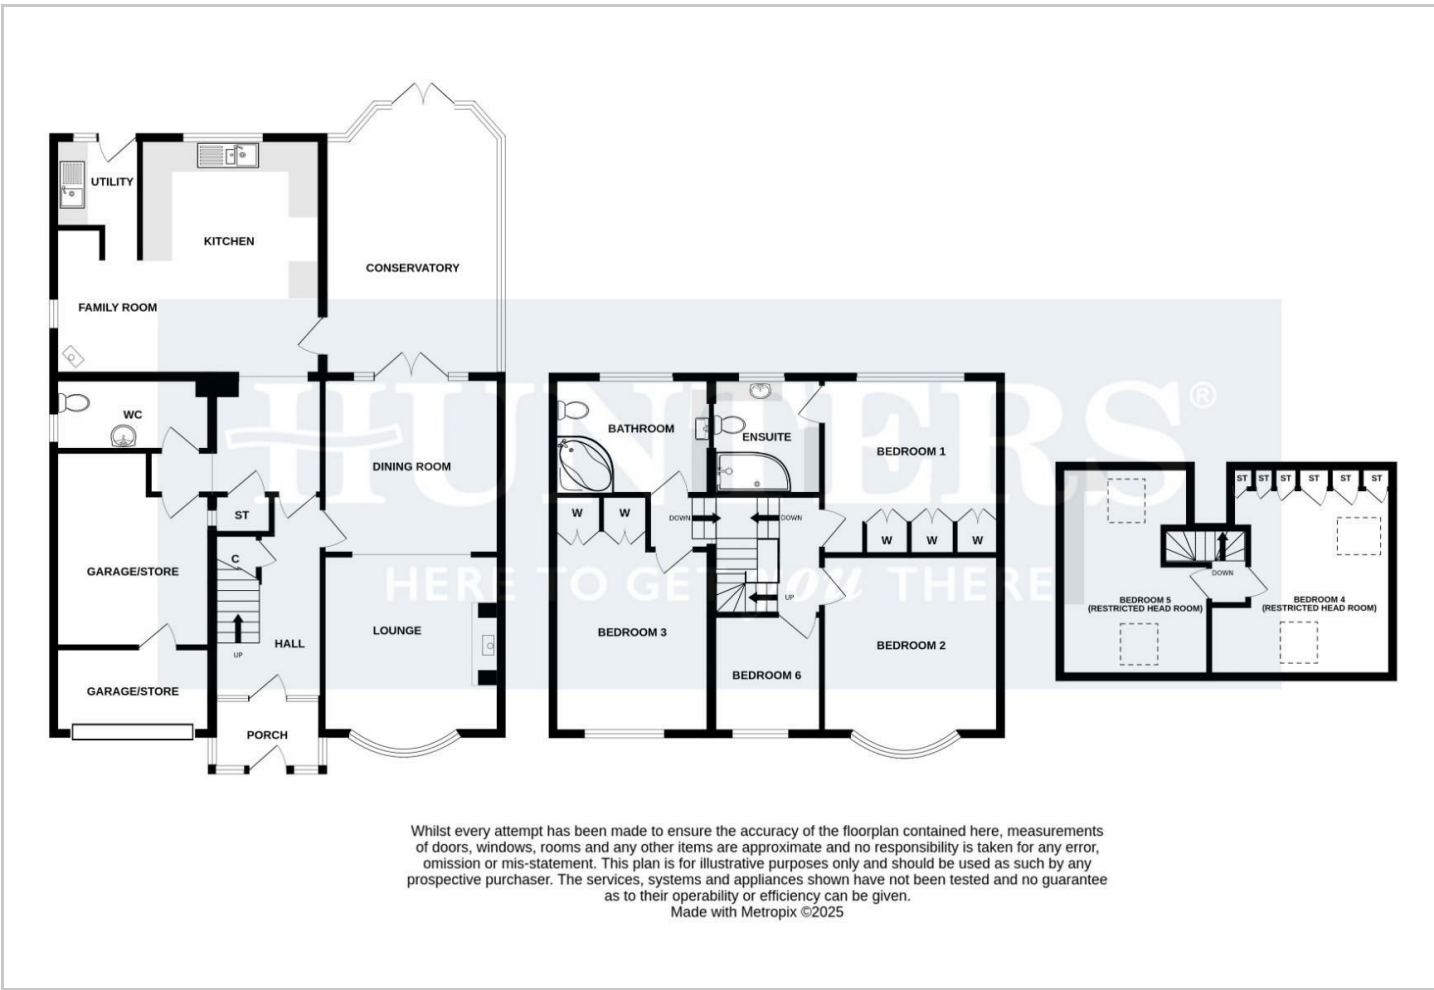 UTILITY
KITCHEN
CONSERVATORY
FAMILY ROOM
WC
DINING ROOM
ST
C
GARAGE/STORE
LOUNGE
HALL
UP
GARAGE/STORE
PORCH
BATHROOM
ENSUITE
BEDROOM 1
W
W
DOWN
DOWN
W
W
W
UP
BEDROOM 3
BEDROOM 2
BEDROOM 6
ST
ST
ST
ST
ST
ST
DOWN
BEDROOM 5
(RESTRICTED HEAD ROOM)
BEDROOM 4
(RESTRICTED HEAD ROOM)
HUNTERS®
HERE TO GET you THERE
Whilst every attempt has been made to ensure the accuracy of the floorplan contained here, measurements
of doors, windows, rooms and any other items are approximate and no responsibility is taken for any error,
omission or mis-statement. This plan is for illustrative purposes only and should be used as such by any
prospective purchaser. The services, systems and appliances shown have not been tested and no guarantee
as to their operability or efficiency can be given.
Made with Metropix ©2025